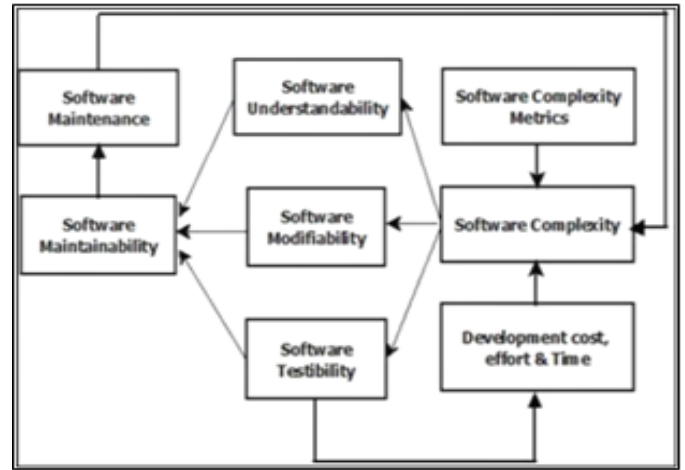 Software
Maintenance
Software
Understandability
Software Complexity
Metrics
Software
Maintainability
Software
Modifiability
Software Complexity
Software
Testibility
Development cost,
effort & Time